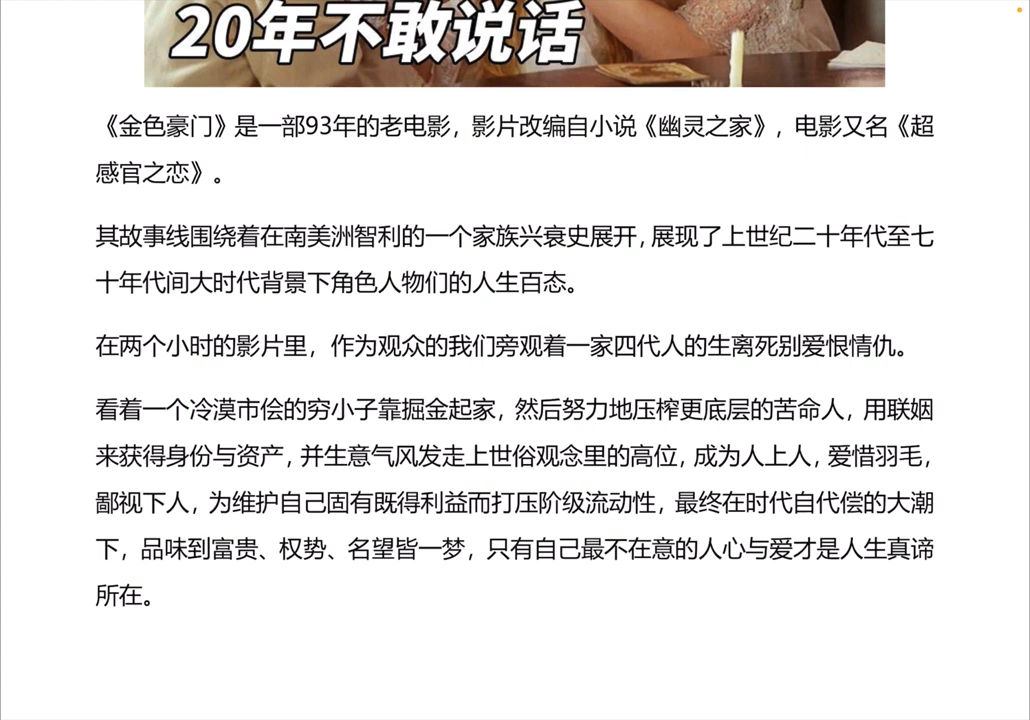 20年不敢说话
《金色豪门》是一部93年的老电影，影片改编自小说《幽灵之家》，电影又名《超
感官之恋》。
其故事线围绕着在南美洲智利的一个家族兴衰史展开，展现了上世纪二十年代至七
十年代间大时代背景下角色人物们的人生百态。
在两个小时的影片里，作为观众的我们旁观着一家四代人的生离死别爱恨情仇。
看着一个冷漠市侩的穷小子靠掘金起家，然后努力地压榨更底层的苦命人，用联姻
来获得身份与资产，并生意气风发走上世俗观念里的高位，成为人上人，爱惜羽毛，
鄙视下人，为维护自己固有既得利益而打压阶级流动性，最终在时代自代偿的大潮
下，品味到富贵、权势、名望皆一梦，只有自己最不在意的人心与爱才是人生真谛
所在。